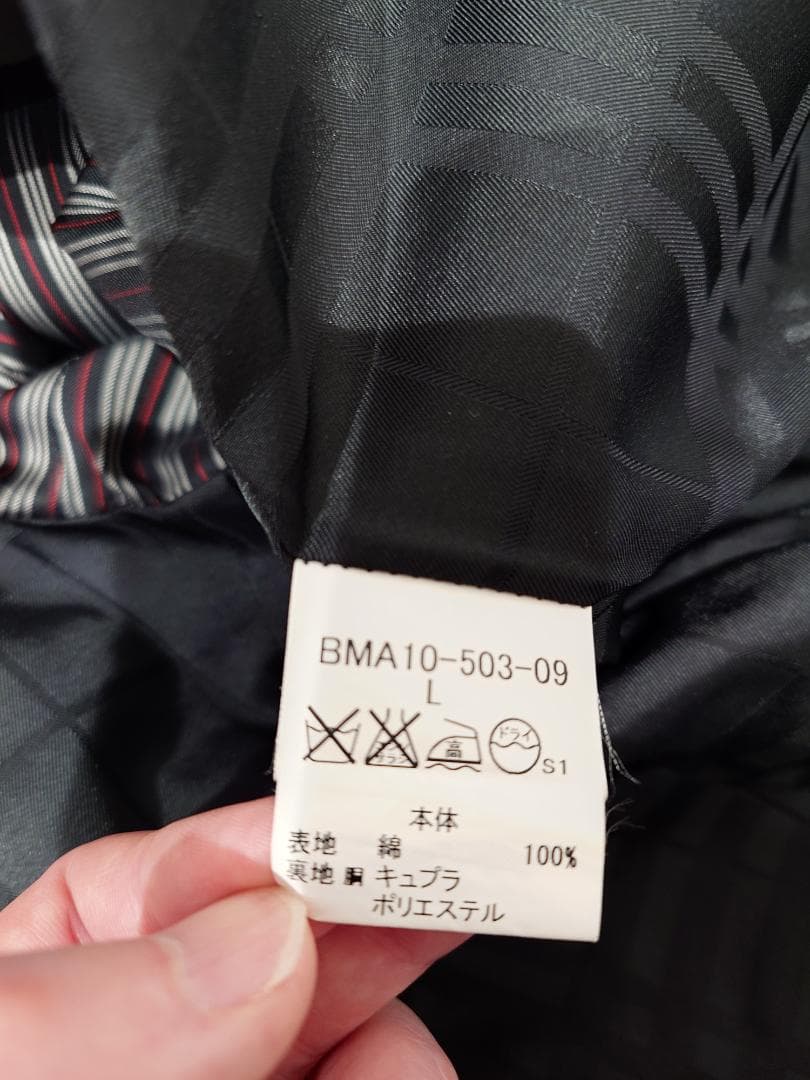 BMA10-503-09
L
高 ドライ S1
本体
表地 綿 100%
裏地 胴 キュプラ
ポリエステル